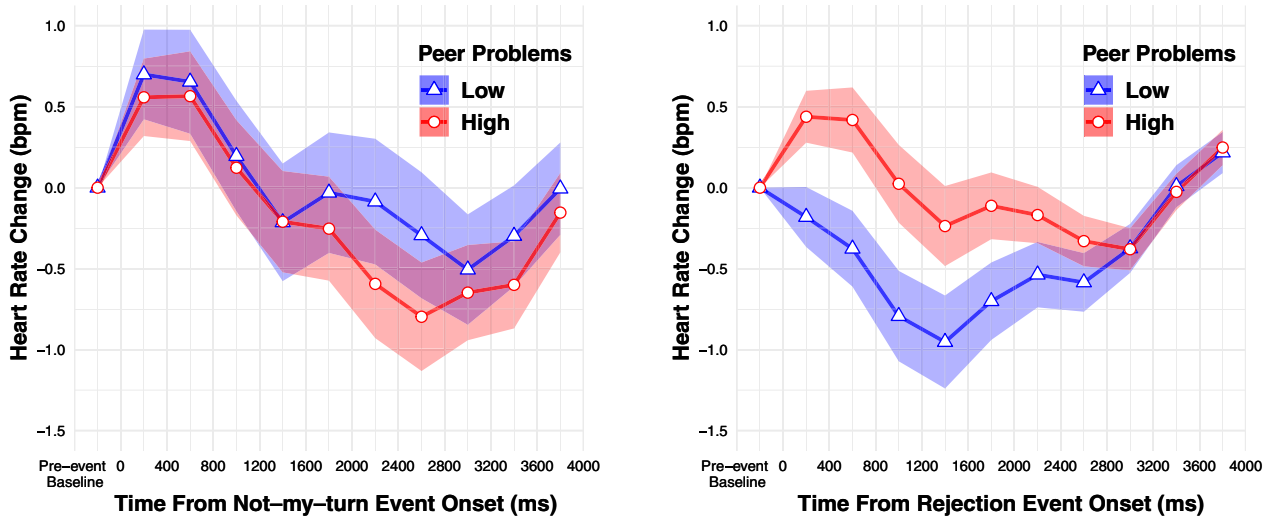 Heart Rate Change (bpm)
1.0
0.5
0.0
−0.5
−1.0
−1.5
Peer Problems
Low
High
Pre−event
Baseline
0 400 800 1200 1600 2000 2400 2800 3200 3600 4000
Time From Not−my−turn Event Onset (ms)
Heart Rate Change (bpm)
1.0
0.5
0.0
−0.5
−1.0
−1.5
Peer Problems
Low
High
Pre−event
Baseline
0 400 800 1200 1600 2000 2400 2800 3200 3600 4000
Time From Rejection Event Onset (ms)